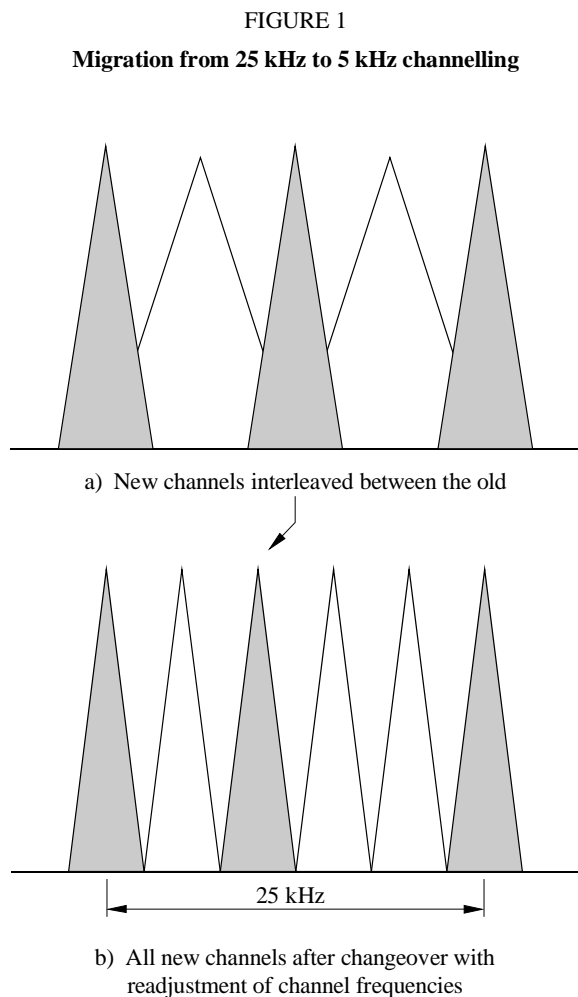 FIGURE 1
Migration from 25 kHz to 5 kHz channelling
a) New channels interleaved between the old
25 kHz
b) All new channels after changeover with
readjustment of channel frequencies